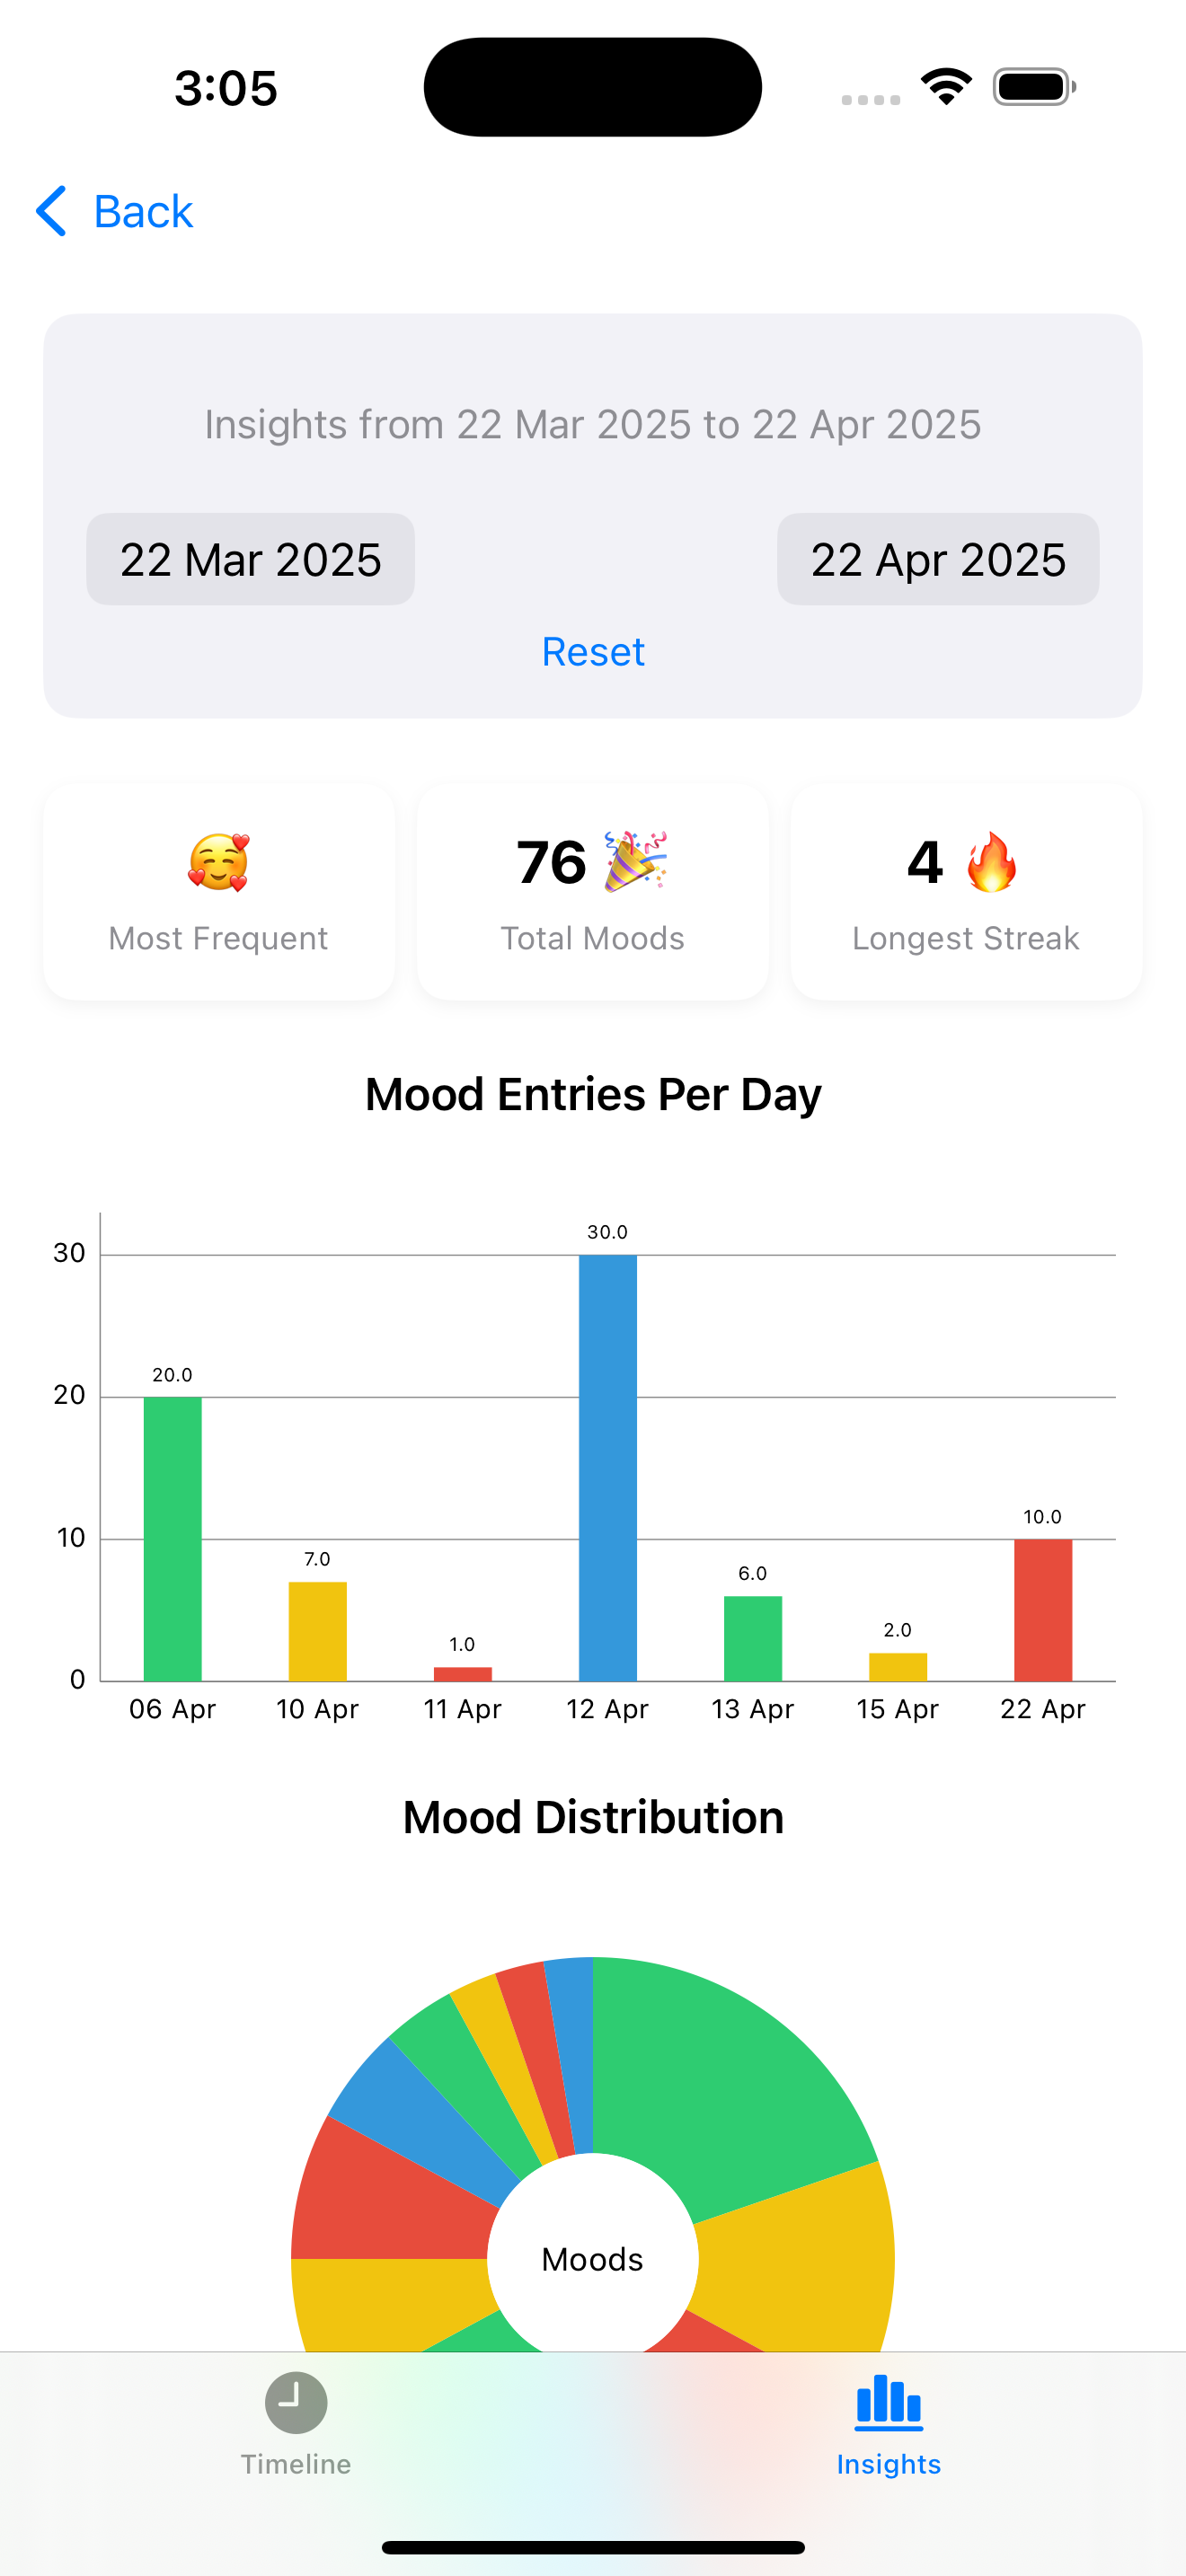 3:05
Back
Insights from 22 Mar 2025 to 22 Apr 2025
22 Mar 2025 22 Apr 2025
Reset
🥰 76 🎉 4 🔥
Most Frequent Total Moods Longest Streak
Mood Entries Per Day
30.0
30
20.0
20
10.0
10
7.0
6.0
2.0
1.0
0
06 Apr 10 Apr 11 Apr 12 Apr 13 Apr 15 Apr 22 Apr
Mood Distribution
Moods
Timeline Insights